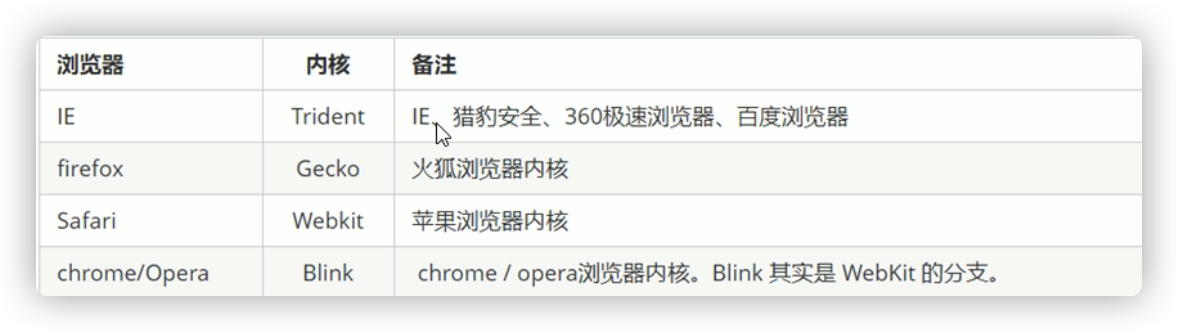 浏览器 内核 备注
IE Trident IE、猎豹安全、360极速浏览器、百度浏览器
firefox Gecko 火狐浏览器内核
Safari Webkit 苹果浏览器内核
chrome/Opera Blink chrome / opera浏览器内核。Blink 其实是 WebKit 的分支。